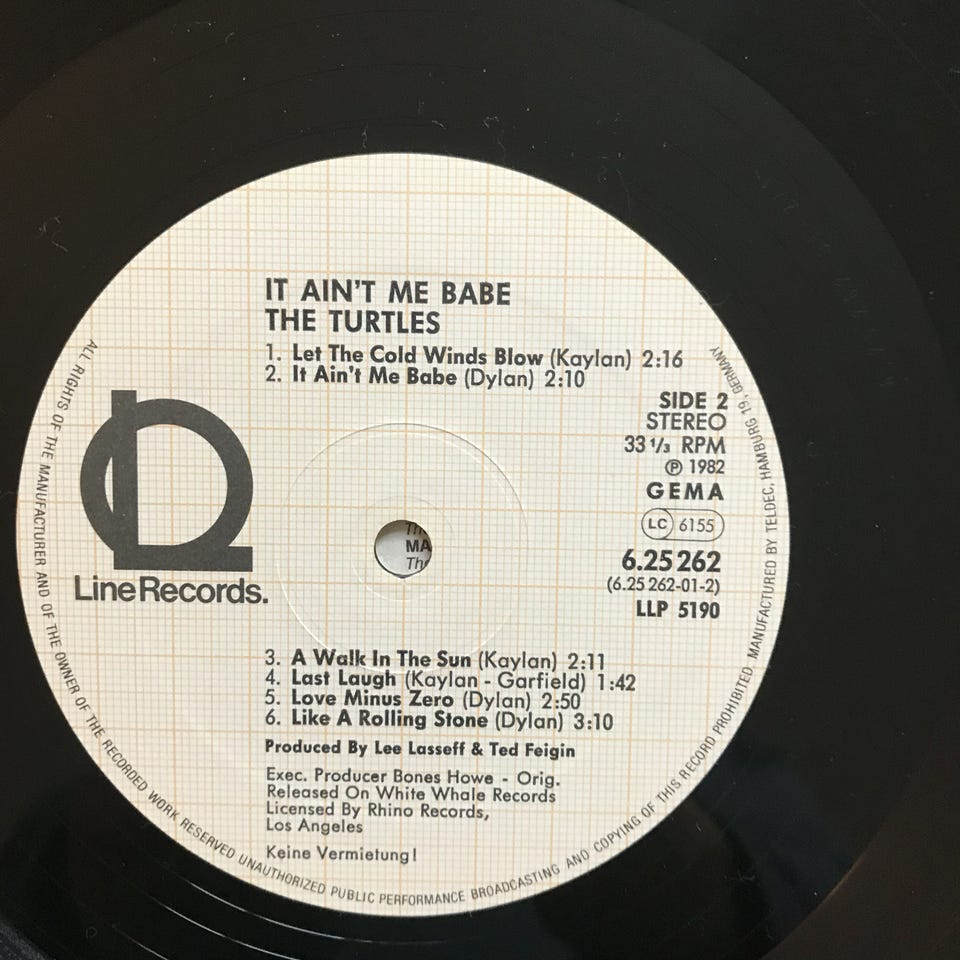 IT AIN'T ME BABE
THE TURTLES
1. Let The Cold Winds Blow (Kaylan) 2:16
2. It Ain't Me Babe (Dylan) 2:10
SIDE 2
STEREO
33 1/3 RPM
Ⓟ 1982
GEMA
LC 6155
6.25262
(6.25 262-01-2)
LLP 5190
Line Records.
The
MA
The
3. A Walk In The Sun (Kaylan) 2:11
4. Last Laugh (Kaylan - Garfield) 1:42
5. Love Minus Zero (Dylan) 2:50
6. Like A Rolling Stone (Dylan) 3:10
Produced By Lee Lasseff & Ted Feigin
Exec. Producer Bones Howe - Orig.
Released On White Whale Records
Licensed By Rhino Records,
Los Angeles
Keine Vermietung!
ALL RIGHTS OF THE MANUFACTURER AND OF THE OWNER OF THE RECORDED WORK RESERVED UNAUTHORIZED PUBLIC PERFORMANCE BROADCASTING AND COPYING OF THIS RECORD PROHIBITED. MANUFACTURED BY TELDEC, HAMBURG 19, GERMANY